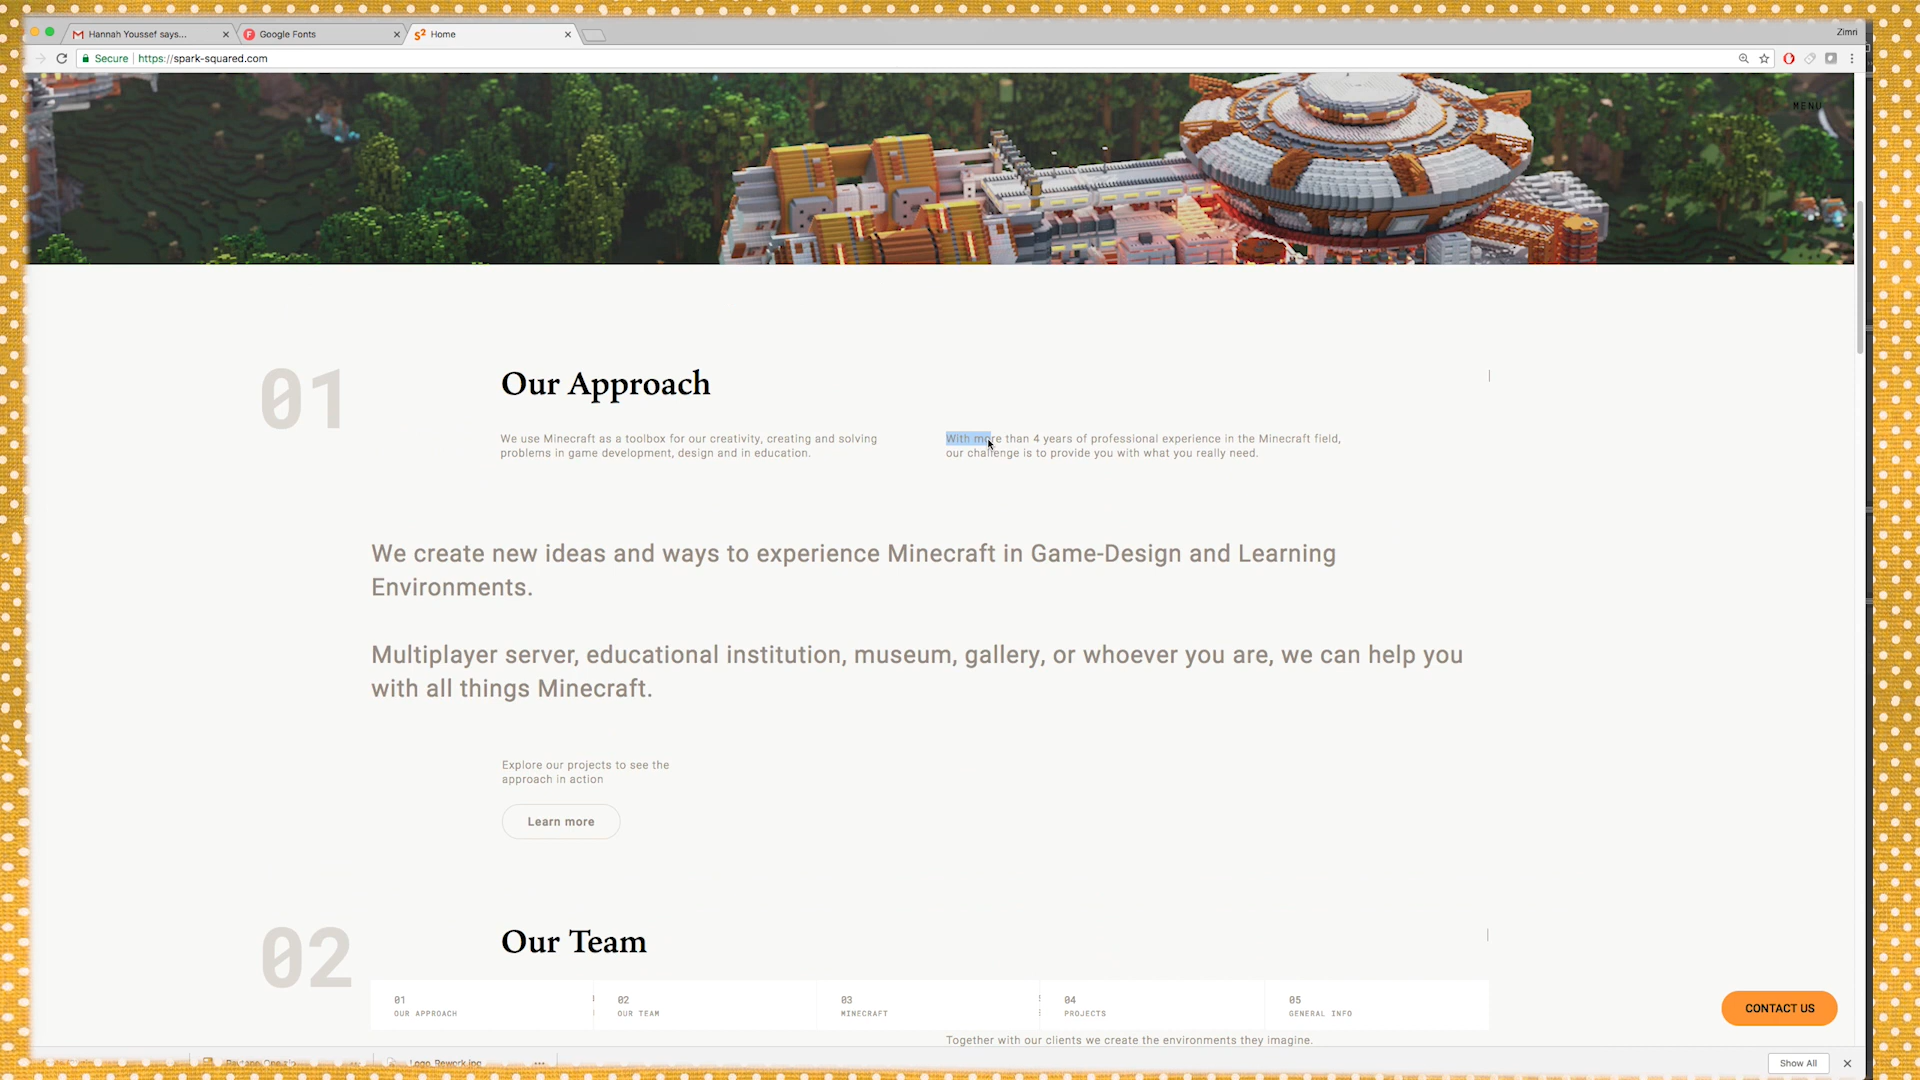 Hannah Youssef says...
Google Fonts
Home
Zimri
Secure
https://spark-squared.com
MENU
01
Our Approach
We use Minecraft as a toolbox for our creativity, creating and solving
problems in game development, design and in education.
With more than 4 years of professional experience in the Minecraft field,
our challenge is to provide you with what you really need.
We create new ideas and ways to experience Minecraft in Game-Design and Learning
Environments.
Multiplayer server, educational institution, museum, gallery, or whoever you are, we can help you
with all things Minecraft.
Explore our projects to see the
approach in action
Learn more
02
Our Team
01
OUR APPROACH
02
OUR TEAM
03
MINECRAFT
04
PROJECTS
05
GENERAL INFO
CONTACT US
Together with our clients we create the environments they imagine.
Logo_Rework.jpg
Show All